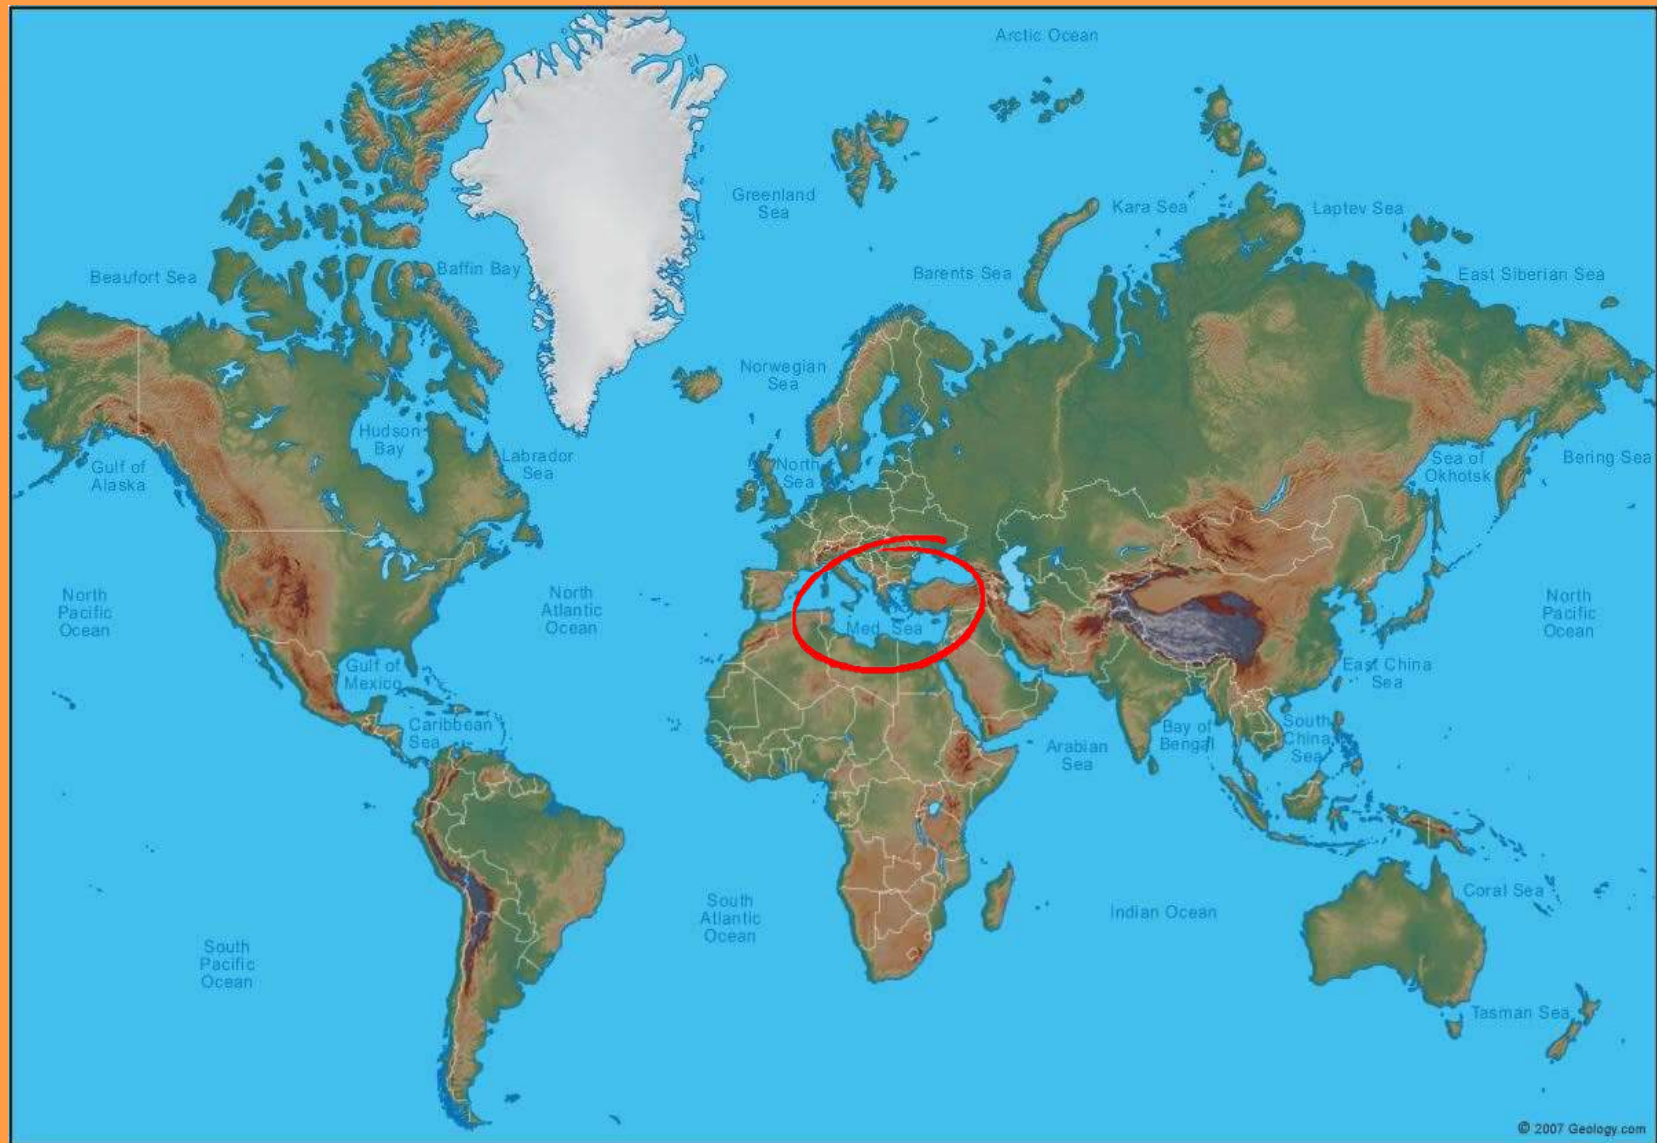 Arctic Ocean
Greenland
Sea
Kara Sea
Laptev Sea
Beaufort Sea
Baffin Bay
Barents Sea
East Siberian Sea
Norwegian
Sea
Hudson
Bay
Gulf of
Alaska
Labrador
Sea
North
Sea
Sea of
Okhotsk
Bering Sea
North
Pacific
Ocean
North
Atlantic
Ocean
Med. Sea
North
Pacific
Ocean
Gulf of
Mexico
East China
Sea
Caribbean
Sea
Arabian
Sea
Bay of
Bengal
South
China
Sea
South
Atlantic
Ocean
Indian Ocean
Coral Sea
South
Pacific
Ocean
Tasman Sea
© 2007 Geology.com